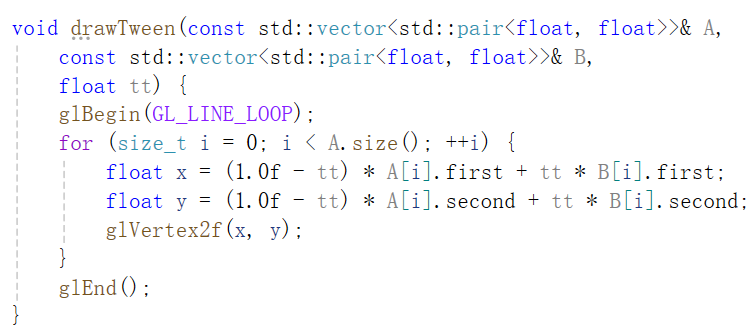 void drawTween(const std::vector<std::pair<float, float>>& A,
    const std::vector<std::pair<float, float>>& B,
    float tt) {
    glBegin(GL_LINE_LOOP);
    for (size_t i = 0; i < A.size(); ++i) {
        float x = (1.0f - tt) * A[i].first + tt * B[i].first;
        float y = (1.0f - tt) * A[i].second + tt * B[i].second;
        glVertex2f(x, y);
    }
    glEnd();
}